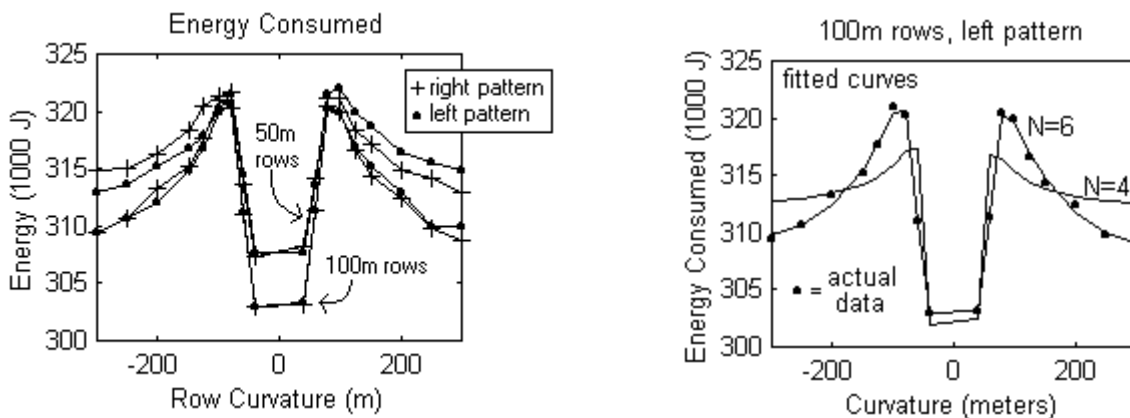 Energy Consumed
325
320
315
310
305
300
Energy (1000 J)
-200
0
200
Row Curvature (m)
right pattern
left pattern
50m
rows
100m rows
100m rows, left pattern
325
320
315
310
305
300
Energy Consumed (1000 J)
fitted curves
N=6
N=4
= actual
data
-200
0
200
Curvature (meters)